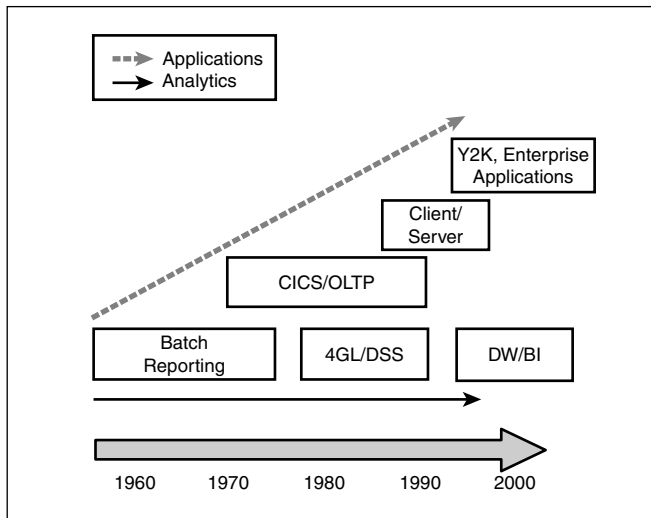 Applications
Analytics
Y2K, Enterprise
Applications
Client/
Server
CICS/OLTP
Batch
Reporting
4GL/DSS
DW/BI
1960
1970
1980
1990
2000